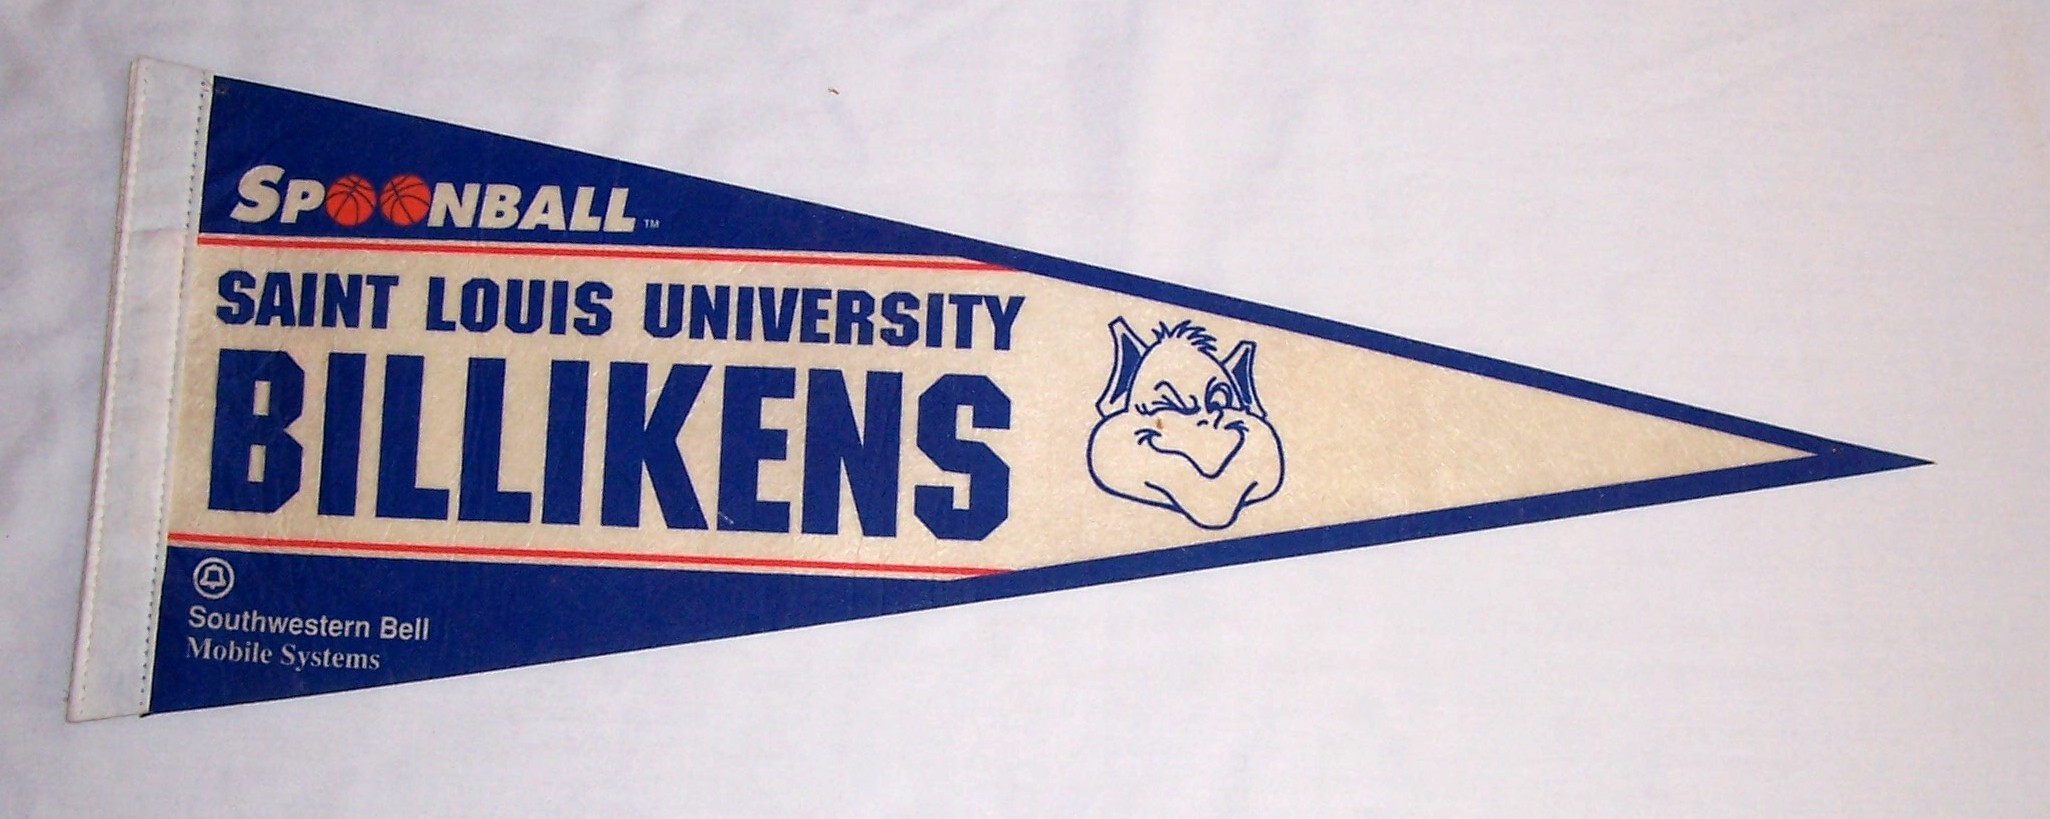 SPOONBALL™
SAINT LOUIS UNIVERSITY
BILLIKENS
Southwestern Bell
Mobile Systems